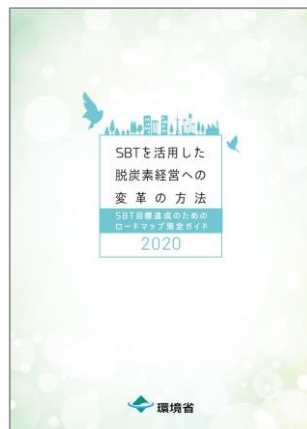 SBTを活用した
脱炭素経営への
変革の方法
SBT目標達成のための
ロードマップ策定ガイド
2020
環境省